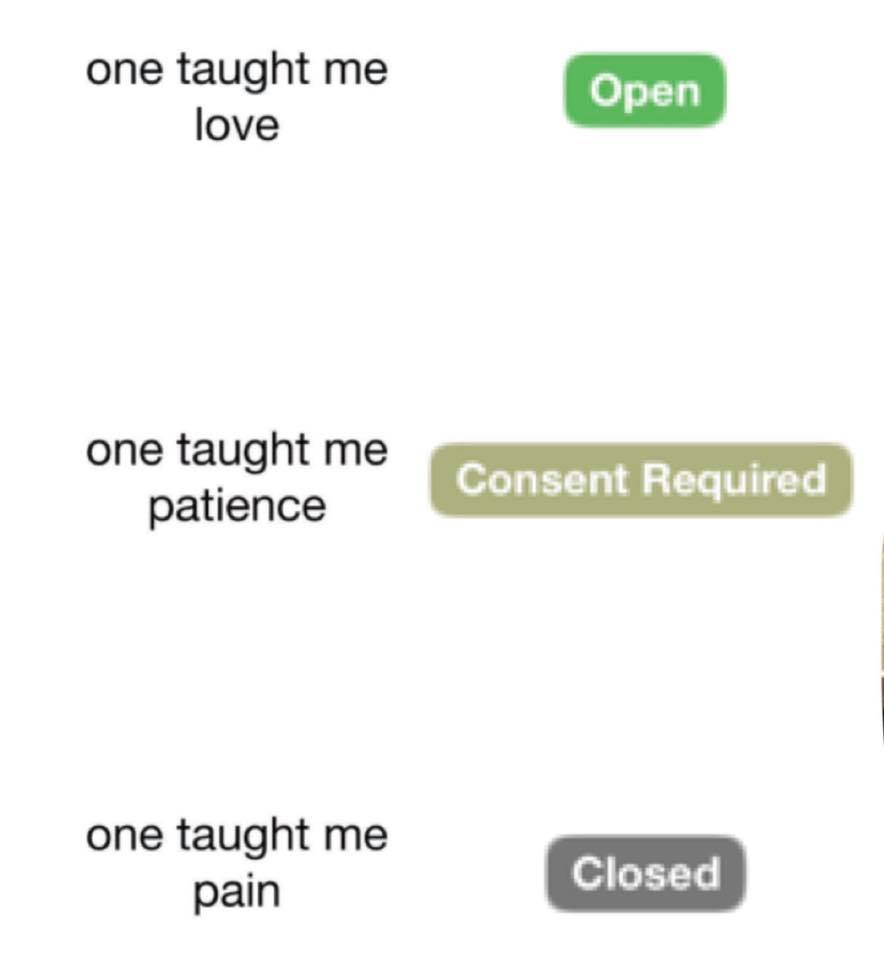 one taught me
love
Open
one taught me
patience
Consent Required
one taught me
pain
Closed